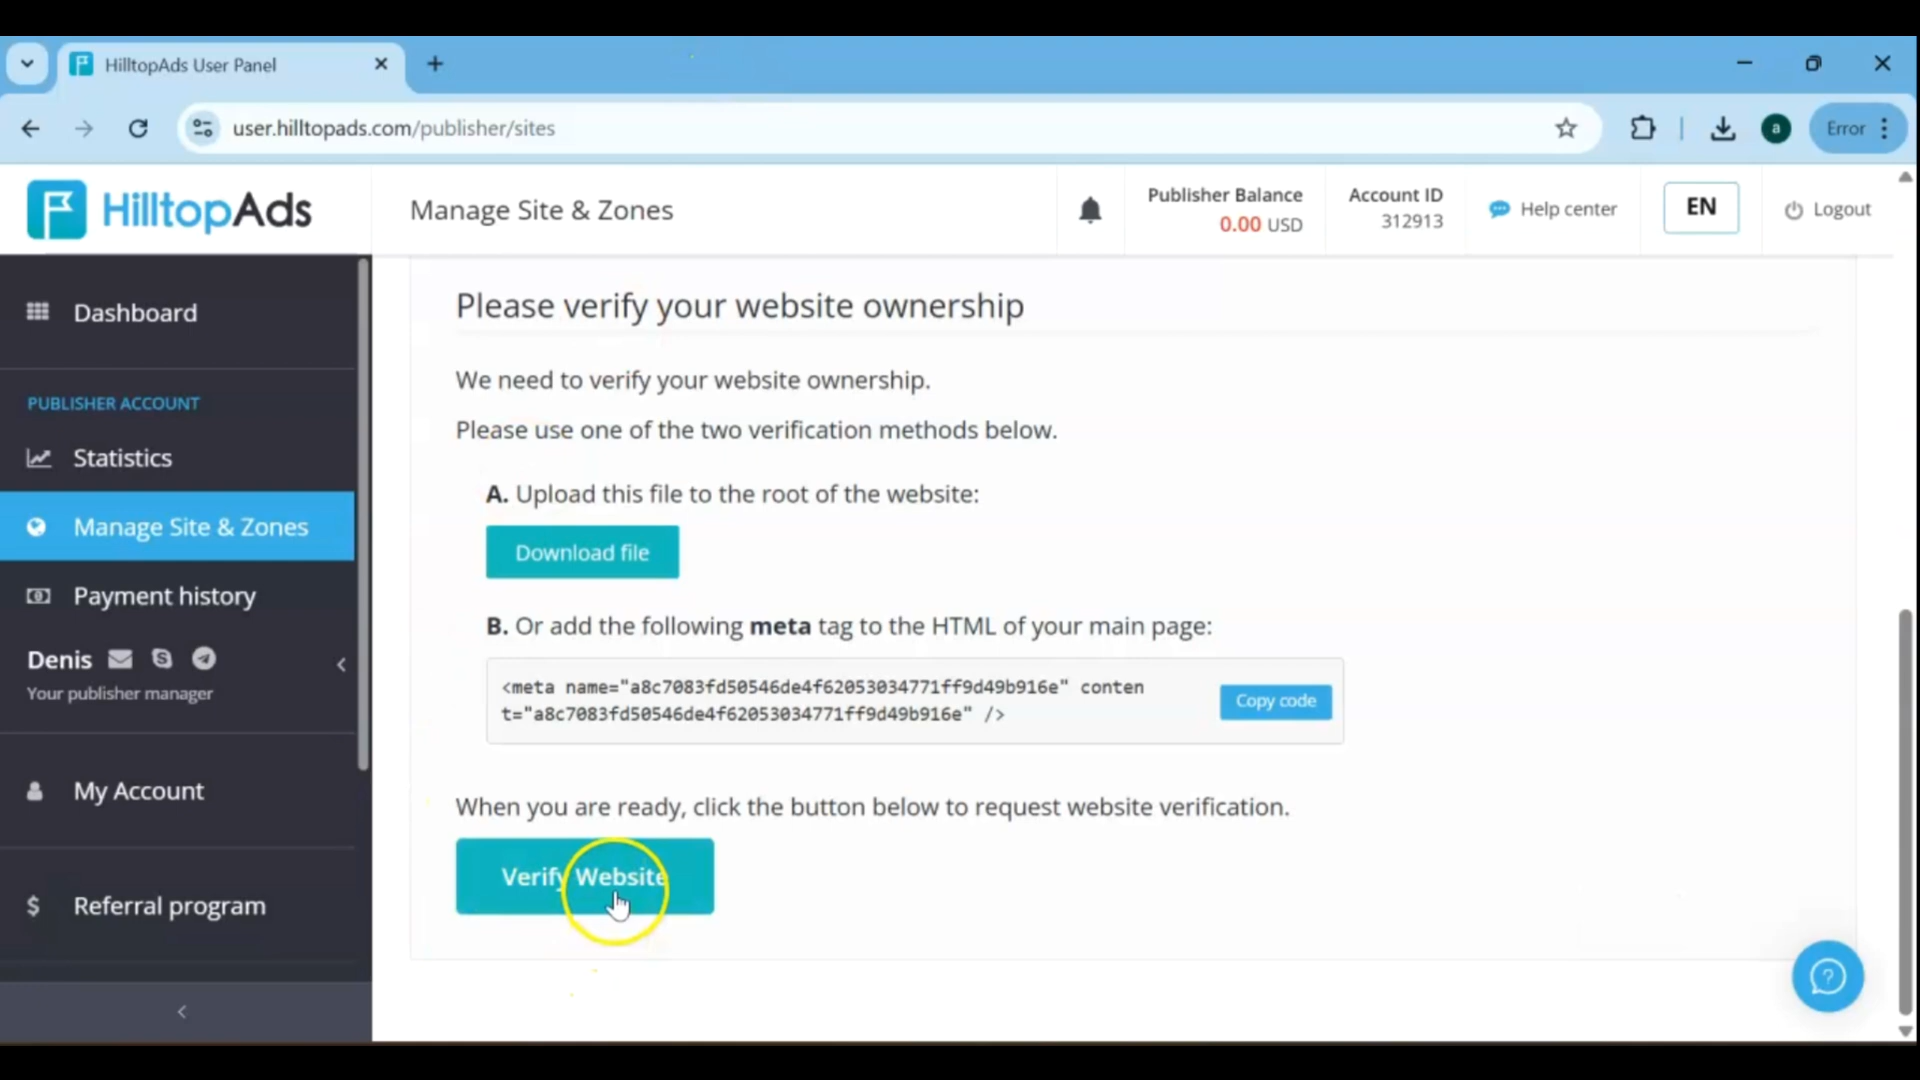 HilltopAds User Panel
user.hilltopads.com/publisher/sites
a
Error
HilltopAds
Manage Site & Zones
Publisher Balance
0.00 USD
Account ID
312913
Help center
EN
Logout
Dashboard
PUBLISHER ACCOUNT
Statistics
Manage Site & Zones
Payment history
Denis
Your publisher manager
My Account
Referral program
Please verify your website ownership
We need to verify your website ownership.
Please use one of the two verification methods below.
A. Upload this file to the root of the website:
Download file
B. Or add the following meta tag to the HTML of your main page:
<meta name="a8c7083fd50546de4f62053034771ff9d49b916e" conten
t="a8c7083fd50546de4f62053034771ff9d49b916e" />
Copy code
When you are ready, click the button below to request website verification.
Verify Website